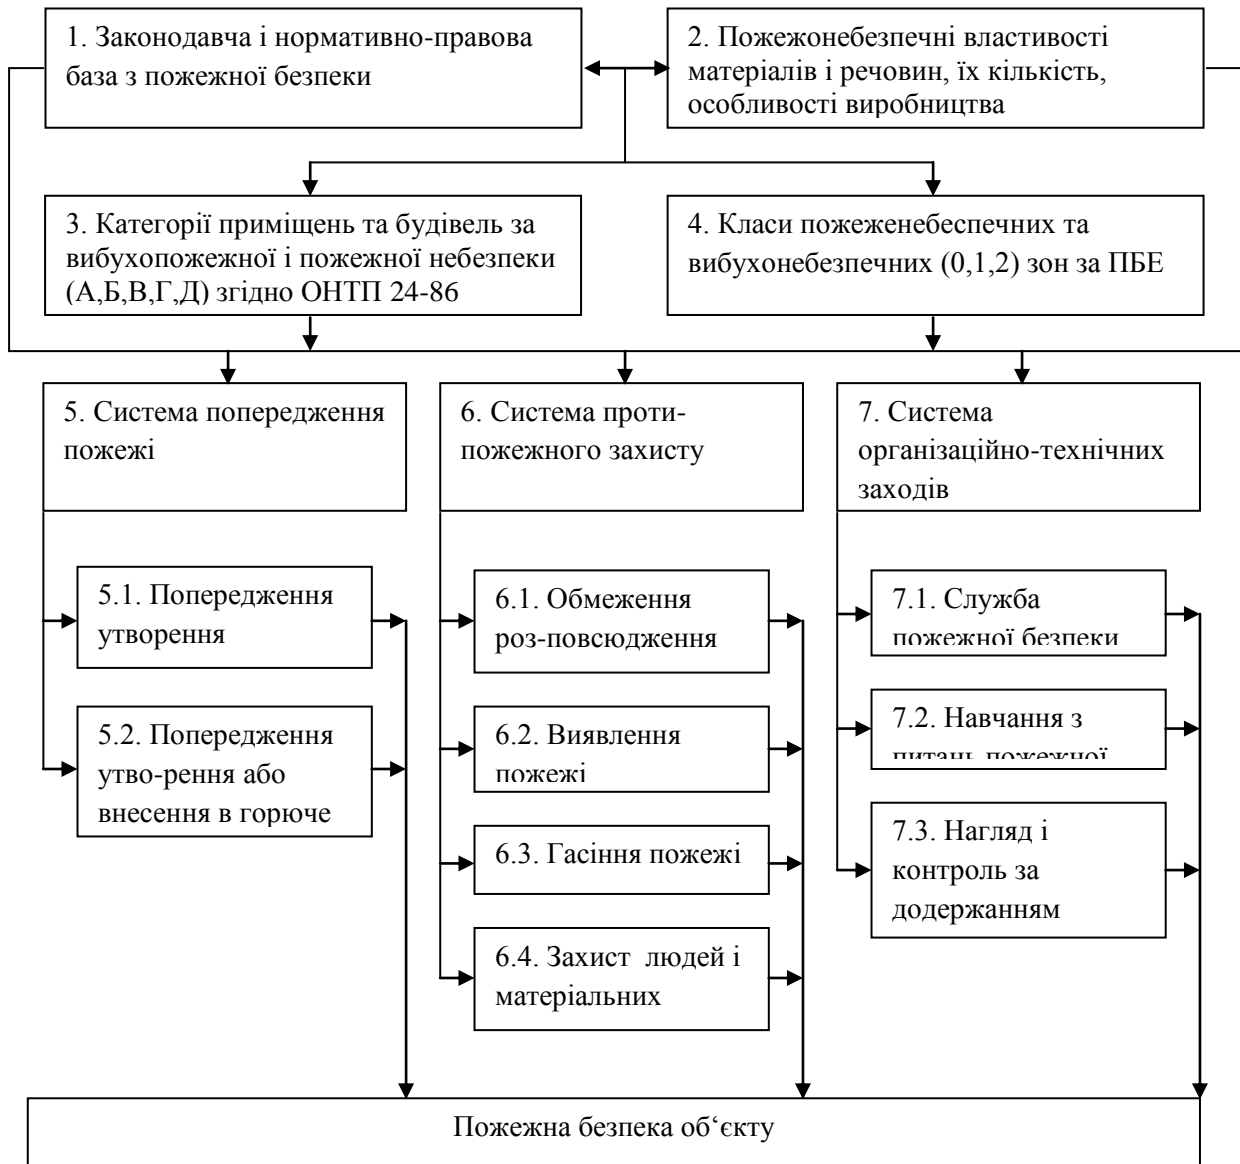 1. Законодавча і нормативно-правова
база з пожежної безпеки
2. Пожежонебезпечні властивості
матеріалів і речовин, їх кількість,
особливості виробництва
3. Категорії приміщень та будівель за
вибухопожежної і пожежної небезпеки
(А,Б,В,Г,Д) згідно ОНТП 24-86
4. Класи пожеженебеспечних та
вибухонебезпечних (0,1,2) зон за ПБЕ
5. Система попередження
пожежі
6. Система проти-
пожежного захисту
7. Система
організаційно-технічних
заходів
5.1. Попередження
утворення
5.2. Попередження
утво-рення або
внесення в горюче
6.1. Обмеження
роз-повсюдження
6.2. Виявлення
пожежі
6.3. Гасіння пожежі
6.4. Захист людей і
матеріальних
7.1. Служба
пожежної безпеки
7.2. Навчання з
питань пожежної
7.3. Нагляд і
контроль за
додержанням
Пожежна безпека об‘єкту